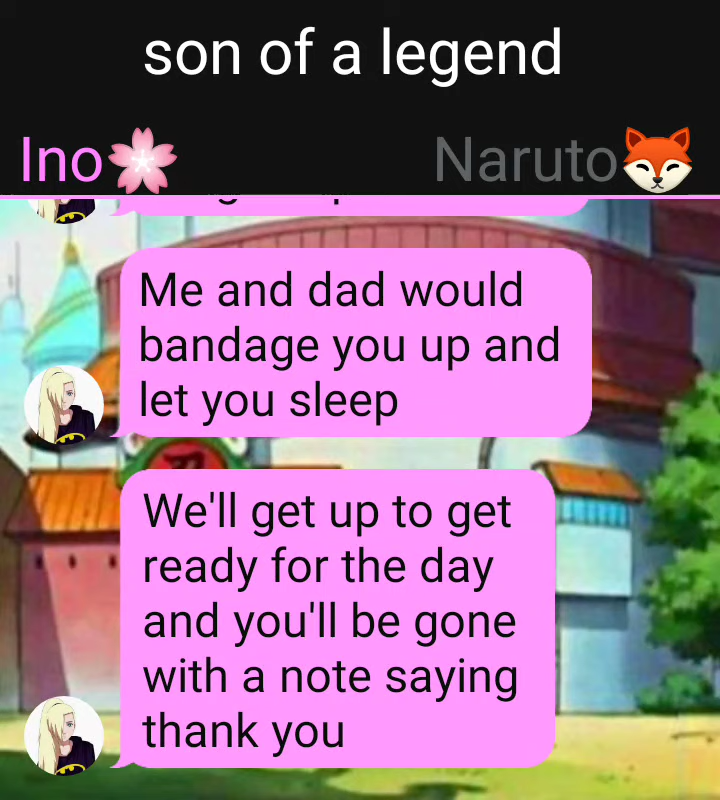 son of a legend
Ino🌸 Naruto🦊
Me and dad would
bandage you up and
let you sleep
We'll get up to get
ready for the day
and you'll be gone
with a note saying
thank you